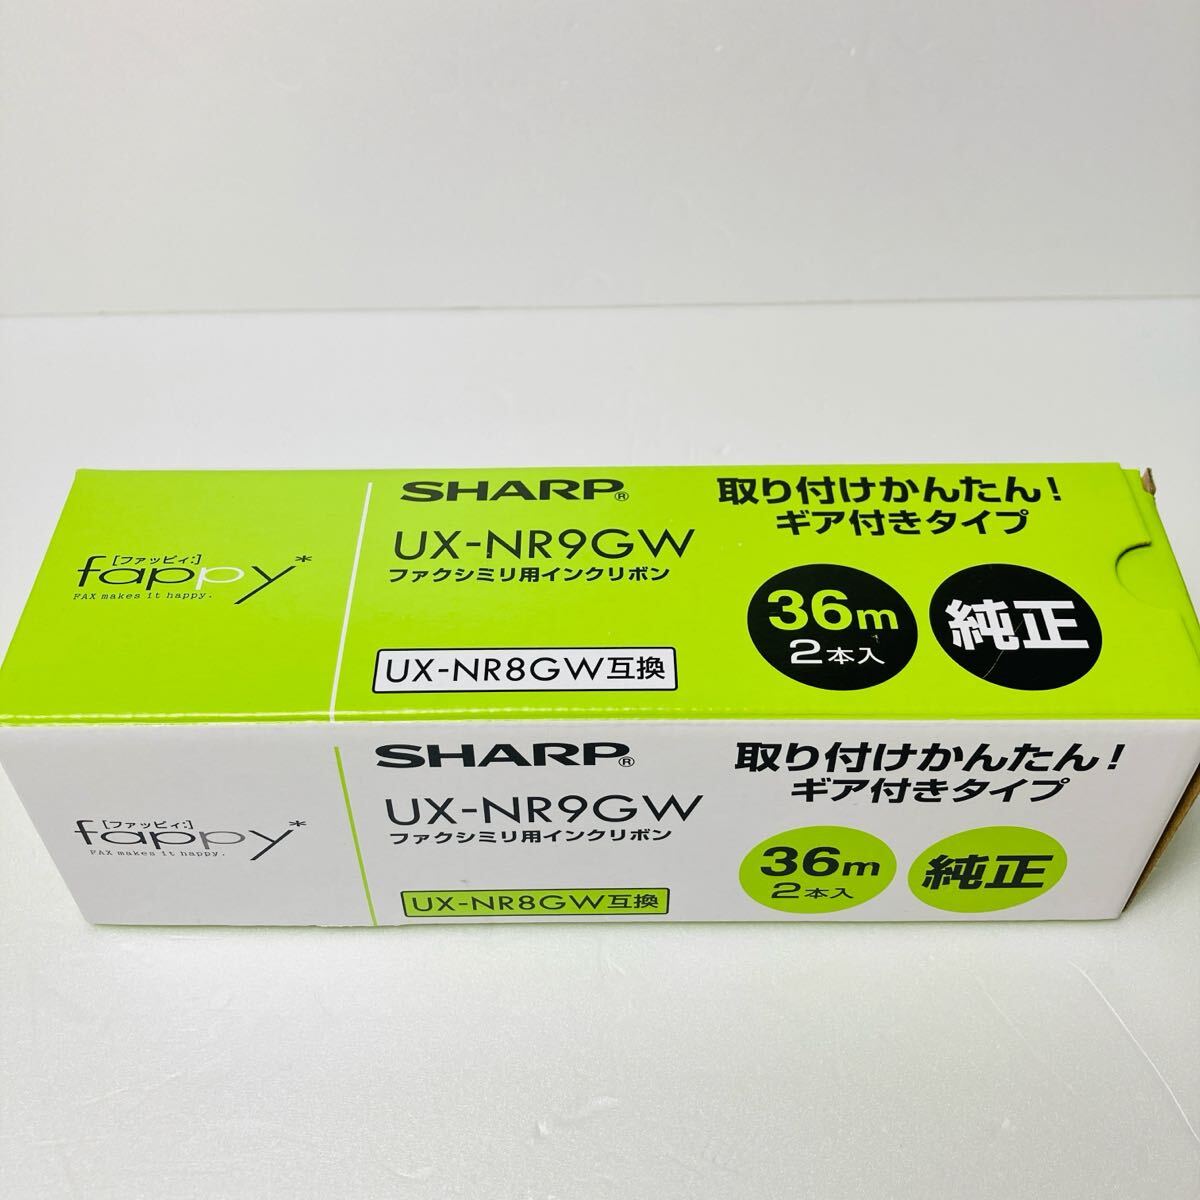 [ファッピィ:]
fappy*
FAX makes it happy.
SHARP®
UX-NR9GW
ファクシミリ用インクリボン
UX-NR8GW互換
取り付けかんたん!
ギア付きタイプ
36m
2本入
純正
[ファッピィ:]
fappy*
FAX makes it happy.
SHARP®
UX-NR9GW
ファクシミリ用インクリボン
UX-NR8GW互換
取り付けかんたん!
ギア付きタイプ
36m
2本入
純正